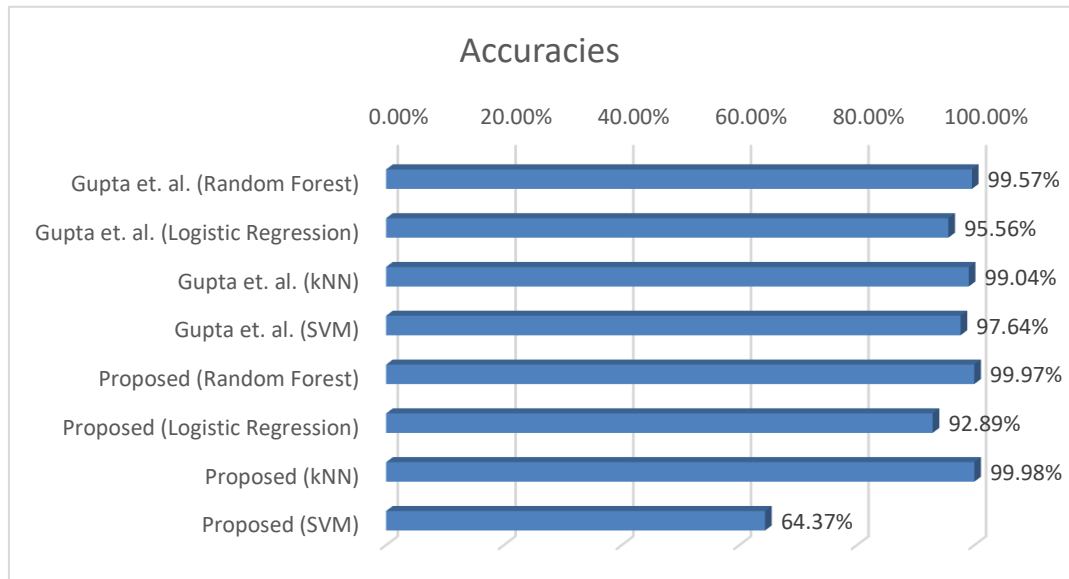 Accuracies
0.00% 20.00% 40.00% 60.00% 80.00% 100.00%
Gupta et. al. (Random Forest) 99.57%
Gupta et. al. (Logistic Regression) 95.56%
Gupta et. al. (kNN) 99.04%
Gupta et. al. (SVM) 97.64%
Proposed (Random Forest) 99.97%
Proposed (Logistic Regression) 92.89%
Proposed (kNN) 99.98%
Proposed (SVM) 64.37%